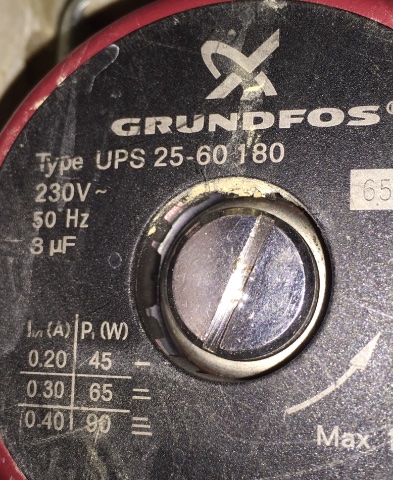 GRUNDFOS®
Type UPS 25-60 180
230V~
50 Hz
3 µF
65
I₁/₁ (A) P₁ (W)
0.20 45
0.30 65
0.40 90
Max